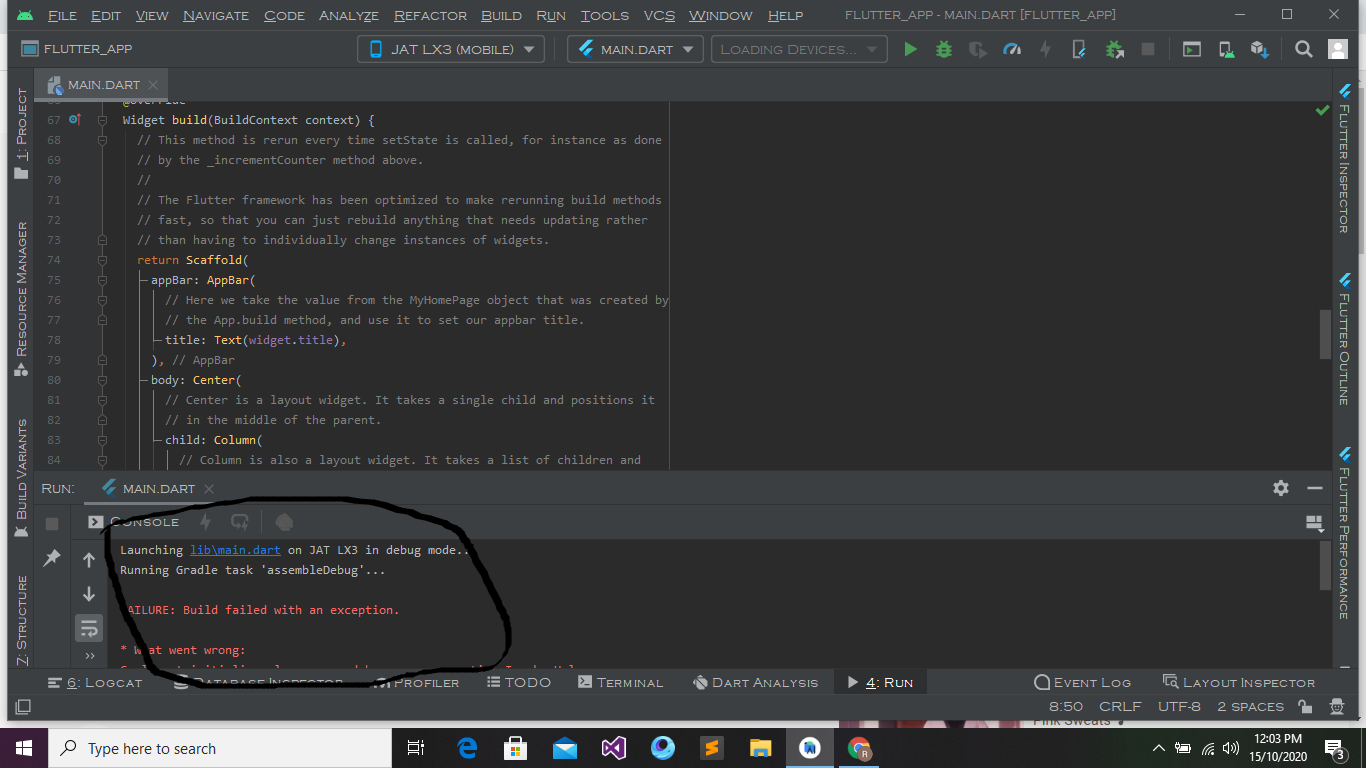 File Edit View Navigate Code Analyze Refactor Build Run Tools VCS Window Help FLUTTER_APP - MAIN.DART [FLUTTER_APP]
FLUTTER_APP JAT LX3 (MOBILE) MAIN.DART LOADING DEVICES...
MAIN.DART
1: PROJECT
RESOURCE MANAGER
BUILD VARIANTS
Z: STRUCTURE
@override
67 Widget build(BuildContext context) {
68 // This method is rerun every time setState is called, for instance as done
69 // by the _incrementCounter method above.
70 //
71 // The Flutter framework has been optimized to make rerunning build methods
72 // fast, so that you can just rebuild anything that needs updating rather
73 // than having to individually change instances of widgets.
74 return Scaffold(
75 appBar: AppBar(
76 // Here we take the value from the MyHomePage object that was created by
77 // the App.build method, and use it to set our appbar title.
78 title: Text(widget.title),
79 ), // AppBar
80 body: Center(
81 // Center is a layout widget. It takes a single child and positions it
82 // in the middle of the parent.
83 child: Column(
84 // Column is also a layout widget. It takes a list of children and
FLUTTER INSPECTOR
FLUTTER OUTLINE
FLUTTER PERFORMANCE
RUN: MAIN.DART
CONSOLE
Launching lib\main.dart on JAT LX3 in debug mode..
Running Gradle task 'assembleDebug'...
AILURE: Build failed with an exception.
* What went wrong:
6: LOGCAT DATABASE INSPECTOR PROFILER TODO TERMINAL DART ANALYSIS 4: RUN EVENT LOG LAYOUT INSPECTOR
8:50 CRLF UTF-8 2 SPACES
Pink Sweats
Type here to search
12:03 PM
15/10/2020
3